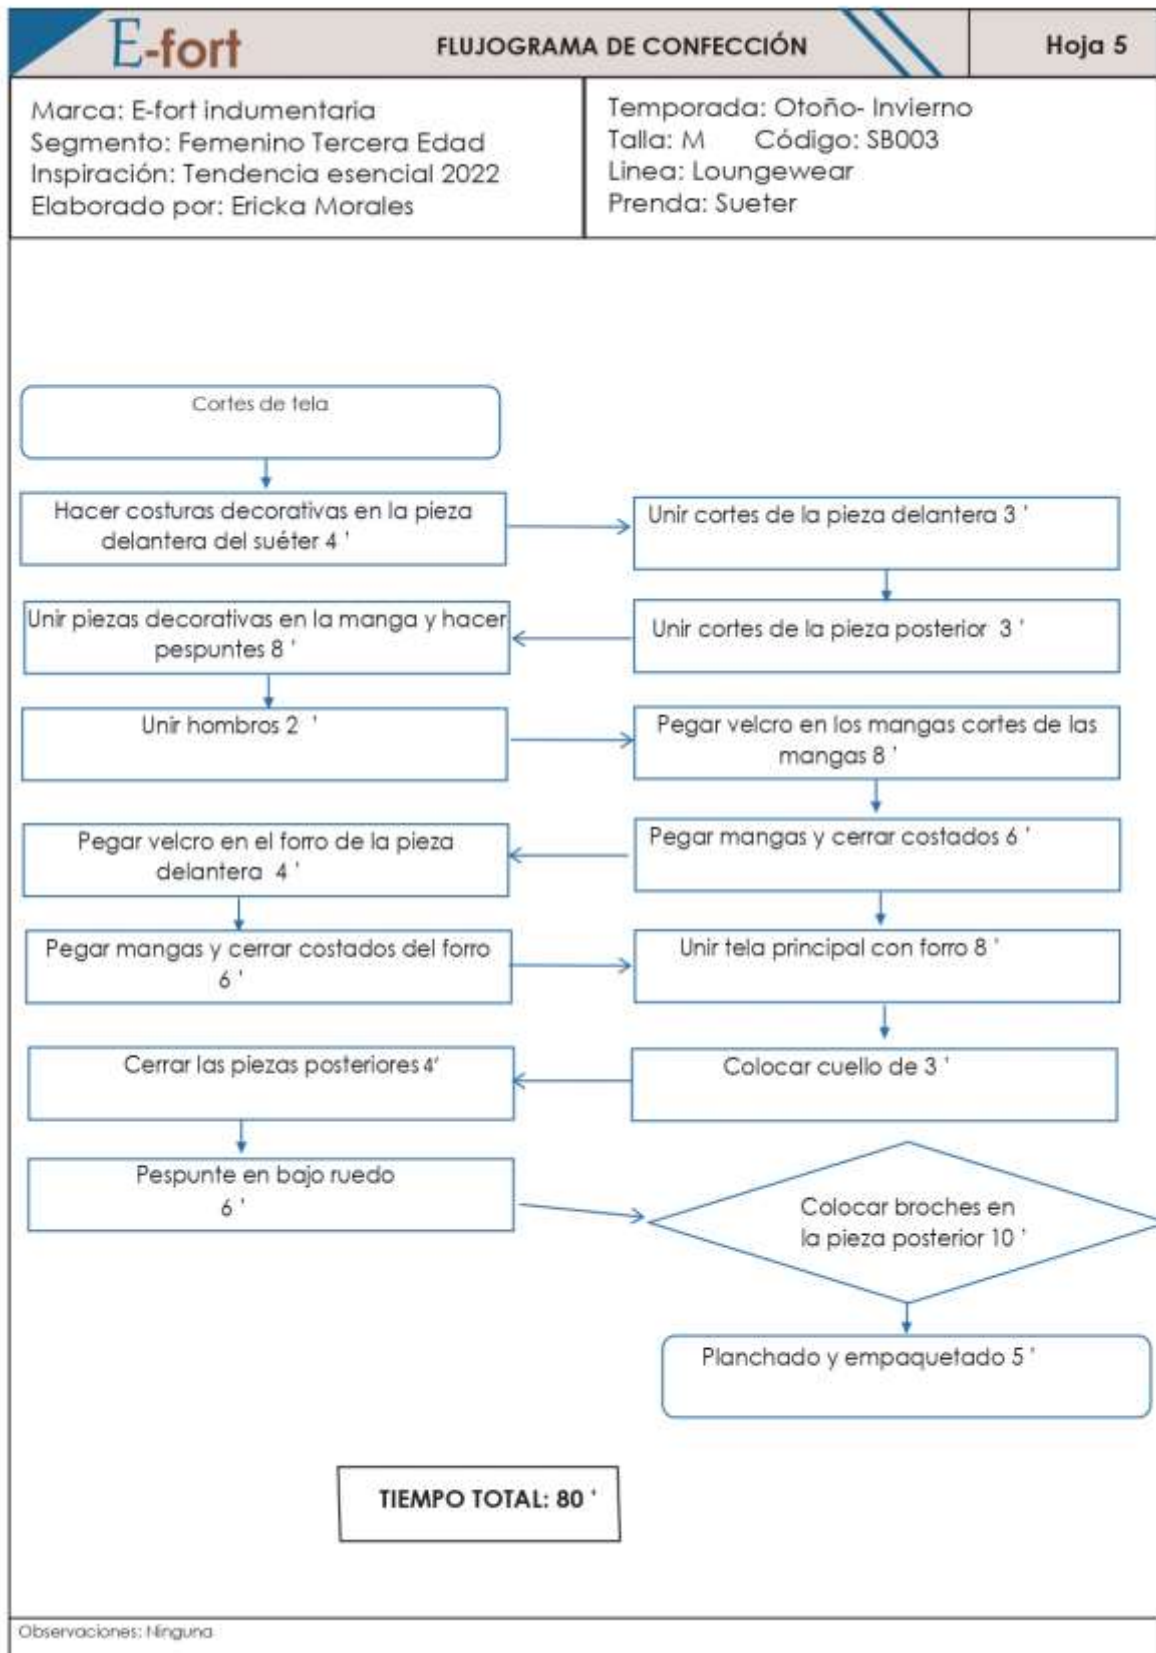 E-fort
FLUJOGRAMA DE CONFECCIÓN
Hoja 5
Marca: E-fort indumentaria
Segmento: Femenino Tercera Edad
Inspiración: Tendencia esencial 2022
Elaborado por: Ericka Morales
Temporada: Otoño- Invierno
Talla: M Código: SB003
Linea: Loungewear
Prenda: Sueter
Cortes de tela
Hacer costuras decorativas en la pieza
delantera del suéter 4 '
Unir cortes de la pieza delantera 3 '
Unir cortes de la pieza posterior 3 '
Unir piezas decorativas en la manga y hacer
pespuntes 8 '
Unir hombros 2 '
Pegar velcro en los mangas cortes de las
mangas 8 '
Pegar mangas y cerrar costados 6 '
Pegar velcro en el forro de la pieza
delantera 4 '
Pegar mangas y cerrar costados del forro
6 '
Unir tela principal con forro 8 '
Colocar cuello de 3 '
Cerrar las piezas posteriores 4'
Pespunte en bajo ruedo
6 '
Colocar broches en
la pieza posterior 10 '
Planchado y empaquetado 5 '
TIEMPO TOTAL: 80 '
Observaciones: Ninguna